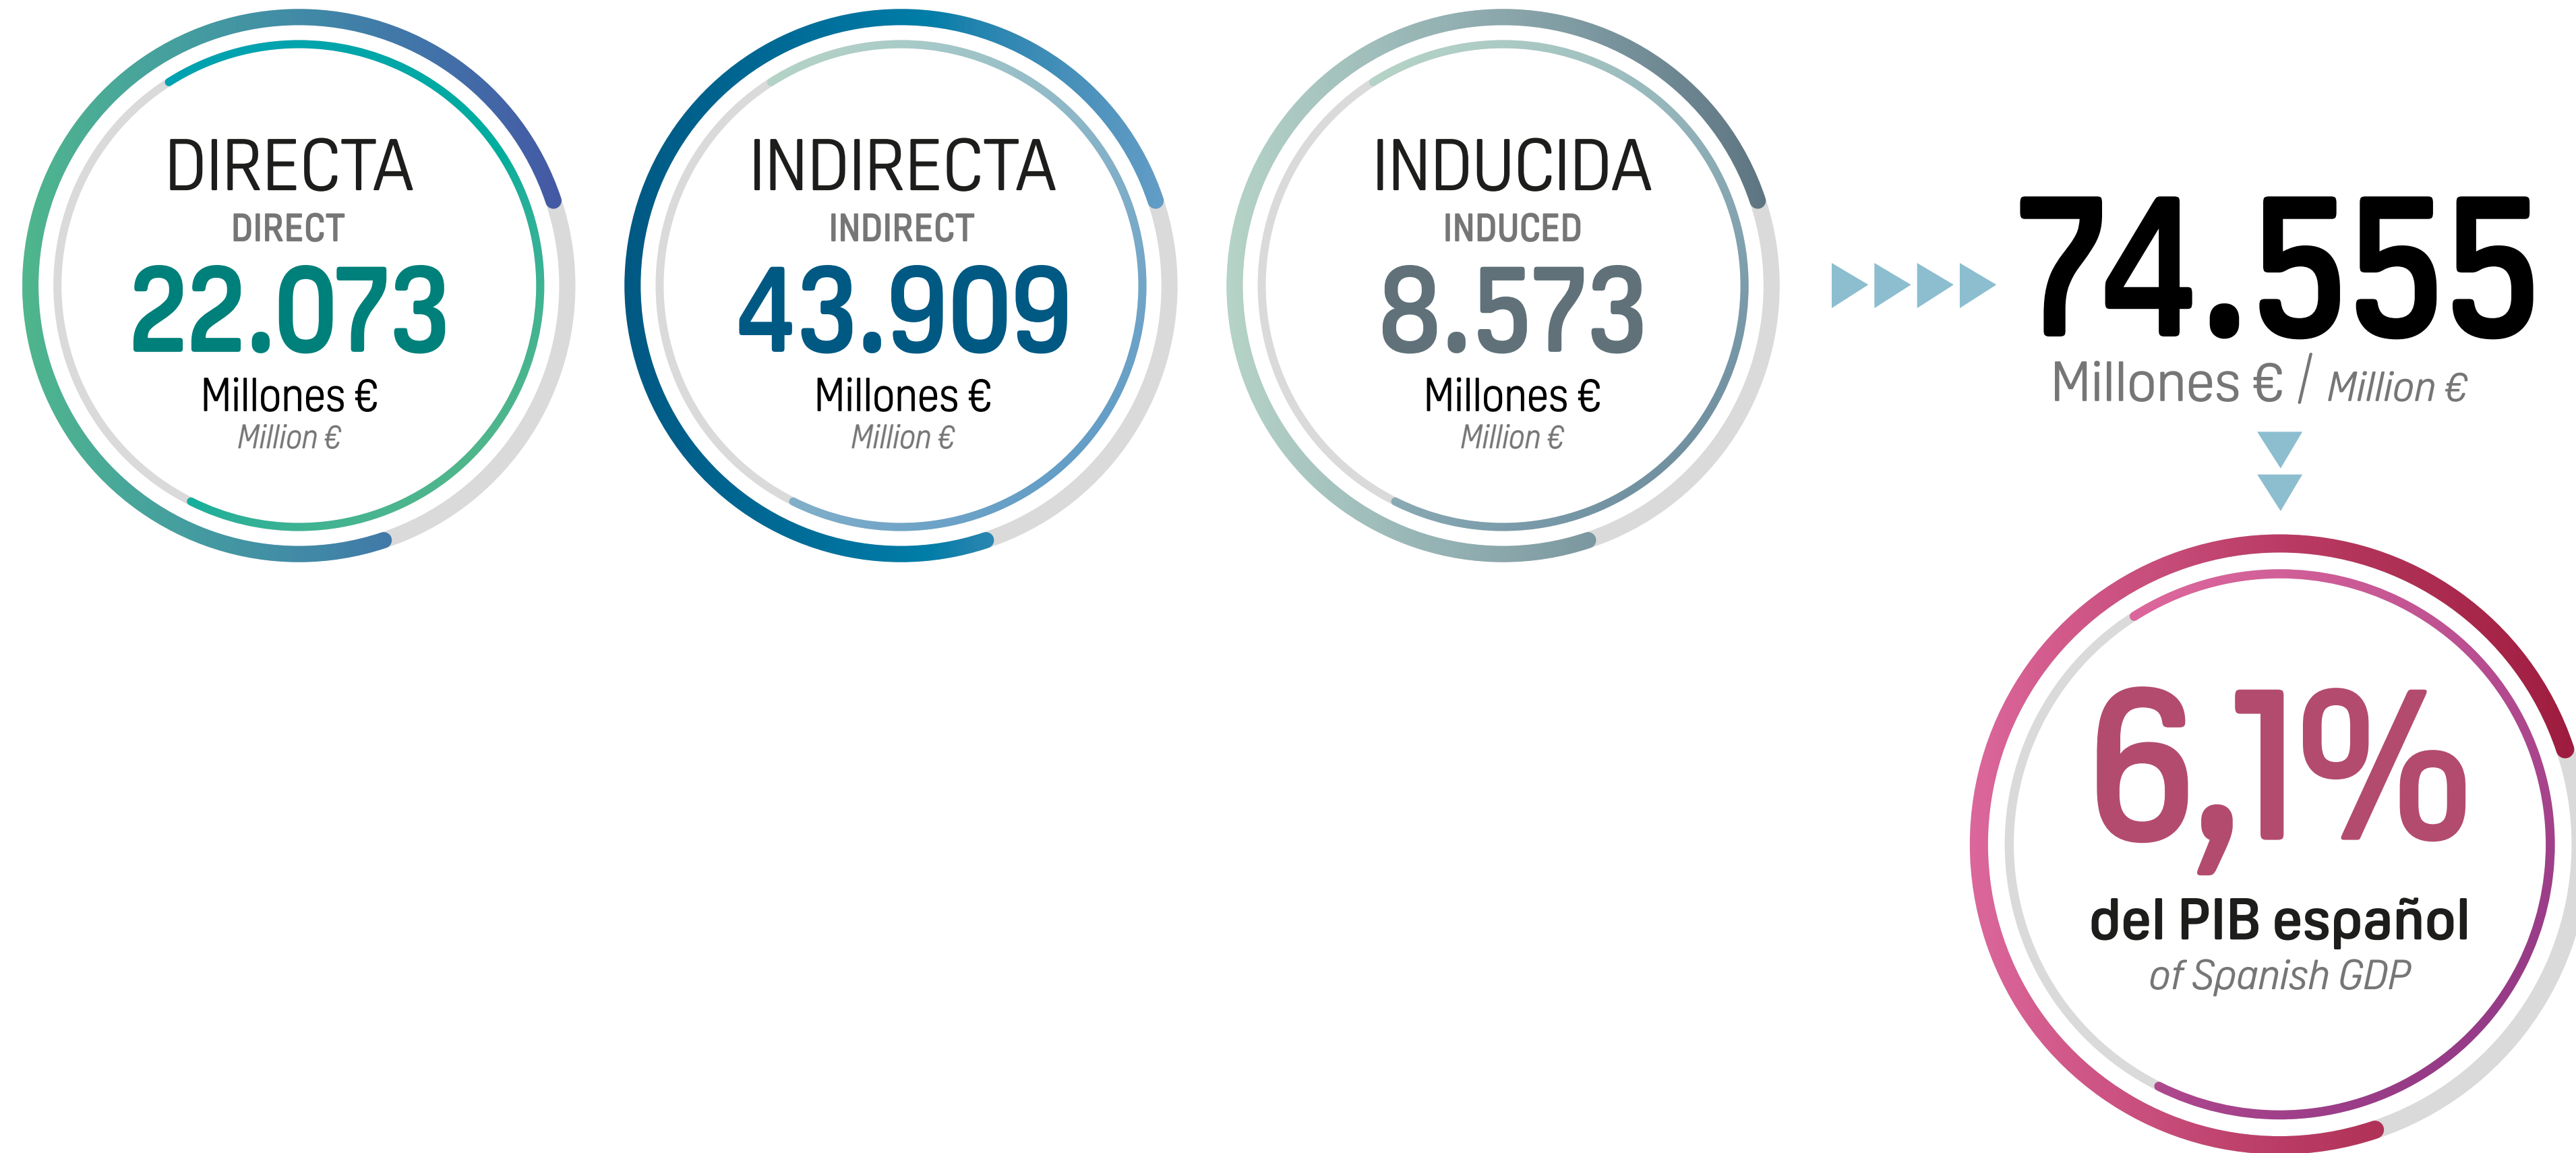 DIRECTA
DIRECT
22.073
Millones €
Million €
INDIRECTA
INDIRECT
43.909
Millones €
Million €
INDUCIDA
INDUCED
8.573
Millones €
Million €
74.555
Millones € / Million €
6,1%
del PIB español
of Spanish GDP